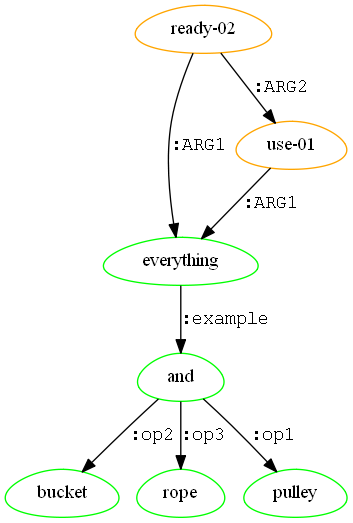 ready-02
:ARG2
:ARG1
use-01
:ARG1
everything
:example
and
:op2
:op3
:op1
bucket
rope
pulley